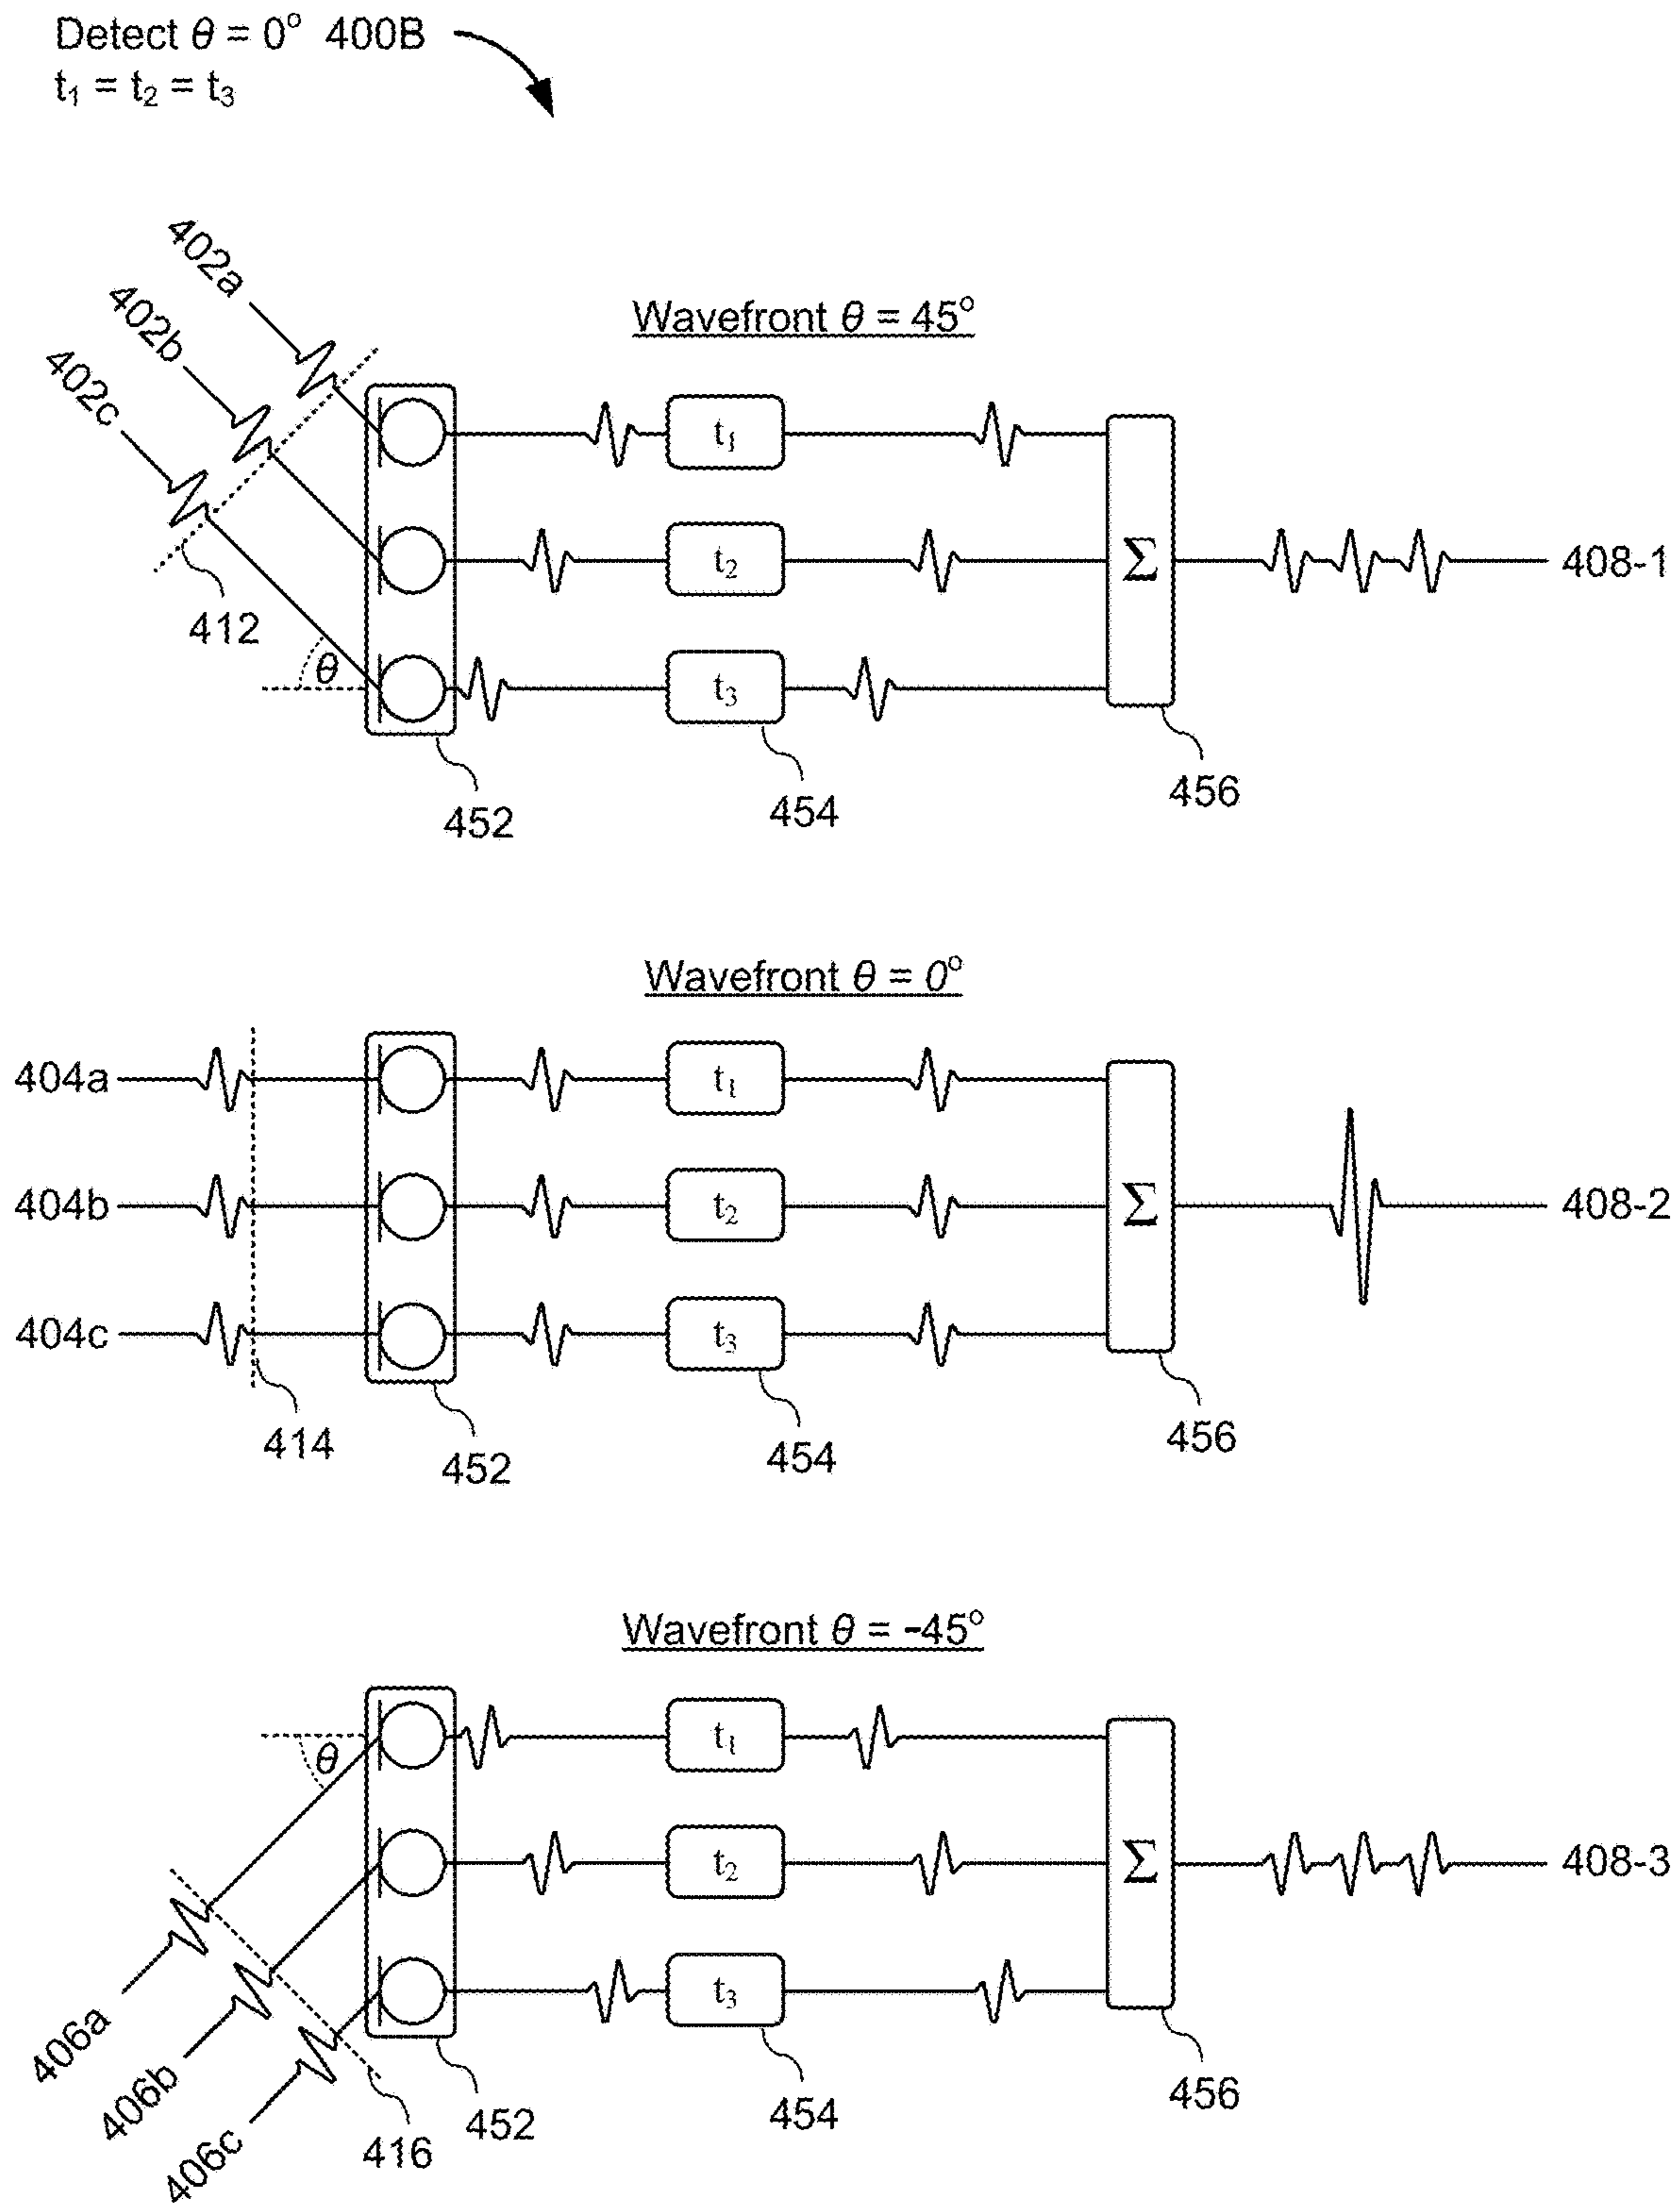 Detect θ = 0° 400B
t₁ = t₂ = t₃
402a
402b
402c
Wavefront θ = 45°
t₁
t₂
Σ
408-1
412
θ
t₃
452
454
456
Wavefront θ = 0°
404a
t₁
404b
t₂
Σ
408-2
404c
t₃
414
452
454
456
Wavefront θ = -45°
θ
t₁
t₂
Σ
408-3
t₃
406a
406b
406c
416
452
454
456